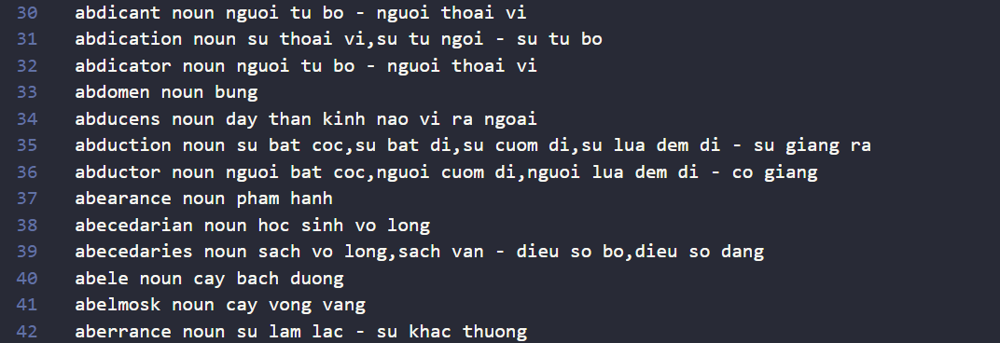 30 abdicant noun nguoi tu bo - nguoi thoai vi
31 abdication noun su thoai vi,su tu ngoi - su tu bo
32 abdicator noun nguoi tu bo - nguoi thoai vi
33 abdomen noun bung
34 abducens noun day than kinh nao vi ra ngoai
35 abduction noun su bat coc,su bat di,su cuom di,su lua dem di - su giang ra
36 abductor noun nguoi bat coc,nguoi cuom di,nguoi lua dem di - co giang
37 abearance noun pham hanh
38 abecedarian noun hoc sinh vo long
39 abecedaries noun sach vo long,sach van - dieu so bo,dieu so dang
40 abele noun cay bach duong
41 abelmosk noun cay vong vang
42 aberrance noun su lam lac - su khac thuong